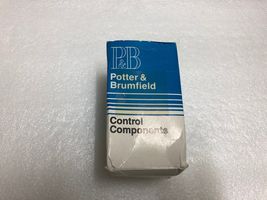 P&B
Potter &
Brumfield
Control
Components